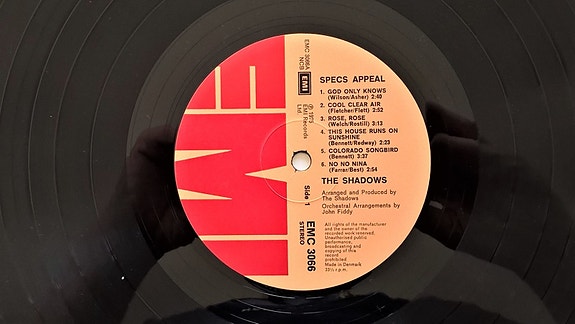 EMI
EMC 3066A
NCB
EMI
℗ 1975
EMI Records
Ltd.
Side 1
EMC 3066
STEREO
SPECS APPEAL
1. GOD ONLY KNOWS
(Wilson/Asher) 2:40
2. COOL CLEAR AIR
(Fletcher/Flett) 2:52
3. ROSE, ROSE
(Welch/Rostill) 3:13
4. THIS HOUSE RUNS ON
SUNSHINE
(Bennett/Redway) 2:23
5. COLORADO SONGBIRD
(Bennett) 3:37
6. NO NO NINA
(Farrar/Best) 2:54
THE SHADOWS
Arranged and Produced by
The Shadows
Orchestral Arrangements by
John Fiddy
All rights of the manufacturer
and the owner of the
recorded work reserved.
Unauthorised public
performance,
broadcasting and
copying of this
record
prohibited
Made in Denmark
33⅓ r.p.m.